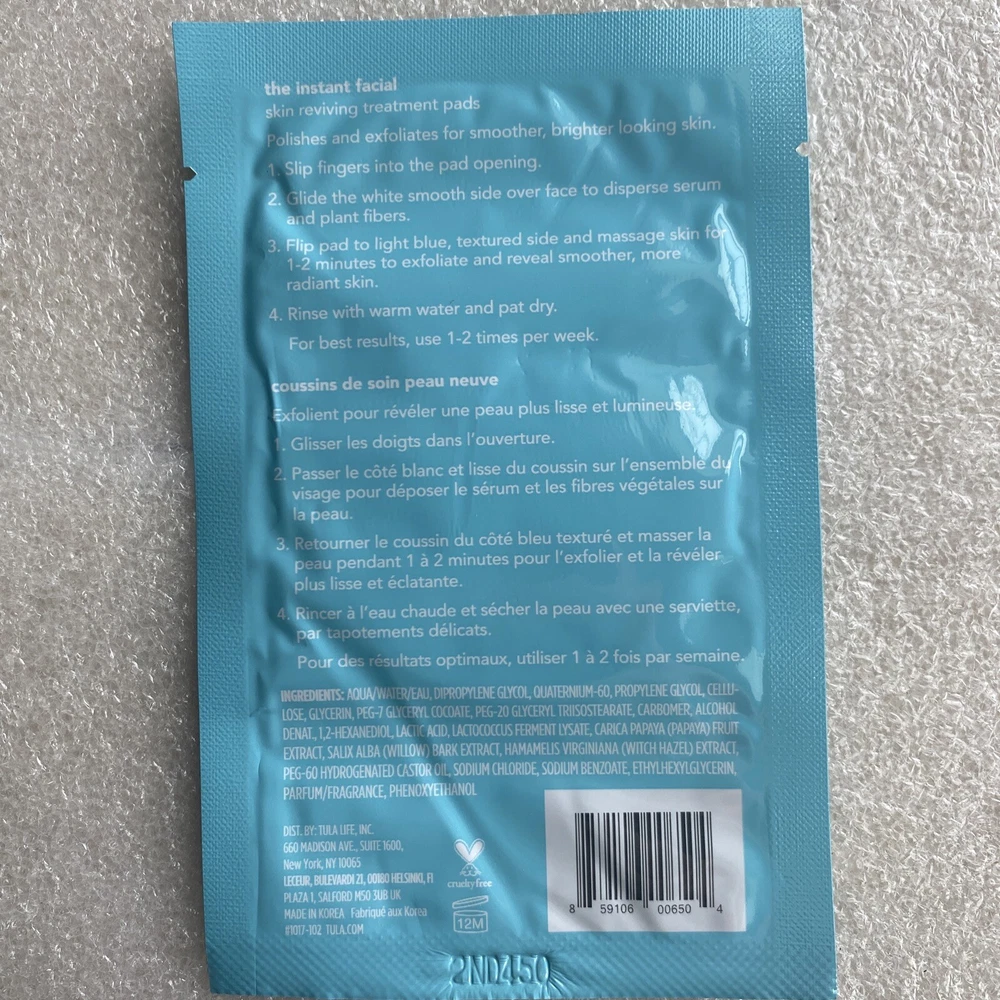 the instant facial
skin reviving treatment pads
Polishes and exfoliates for smoother, brighter looking skin.
1. Slip fingers into the pad opening.
2. Glide the white smooth side over face to disperse serum
and plant fibers.
3. Flip pad to light blue, textured side and massage skin for
1-2 minutes to exfoliate and reveal smoother, more
radiant skin.
4. Rinse with warm water and pat dry.
For best results, use 1-2 times per week.
coussins de soin peau neuve
Exfolient pour révéler une peau plus lisse et lumineuse.
1. Glisser les doigts dans l'ouverture.
2. Passer le côté blanc et lisse du coussin sur l'ensemble du
visage pour déposer le sérum et les fibres végétales sur
la peau.
3. Retourner le coussin du côté bleu texturé et masser la
peau pendant 1 à 2 minutes pour l'exfolier et la révéler
plus lisse et éclatante.
4. Rincer à l'eau chaude et sécher la peau avec une serviette,
par tapotements délicats.
Pour des résultats optimaux, utiliser 1 à 2 fois par semaine.
INGREDIENTS: AQUA/WATER/EAU, DIPROPYLENE GLYCOL, QUATERNIUM-60, PROPYLENE GLYCOL, CELLU-
LOSE, GLYCERIN, PEG-7 GLYCERYL COCOATE, PEG-20 GLYCERYL TRIISOSTEARATE, CARBOMER, ALCOHOL
DENAT., 1,2-HEXANEDIOL, LACTIC ACID, LACTOCOCCUS FERMENT LYSATE, CARICA PAPAYA (PAPAYA) FRUIT
EXTRACT, SALIX ALBA (WILLOW) BARK EXTRACT, HAMAMELIS VIRGINIANA (WITCH HAZEL) EXTRACT,
PEG-60 HYDROGENATED CASTOR OIL, SODIUM CHLORIDE, SODIUM BENZOATE, ETHYLHEXYLGLYCERIN,
PARFUM/FRAGRANCE, PHENOXYETHANOL
DIST. BY: TULA LIFE, INC.
660 MADISON AVE., SUITE 1600,
New York, NY 10065
LECEUR, BULEVARDI 21, 00180 HELSINKI, FI
PLAZA 1, SALFORD M50 3UB UK
MADE IN KOREA Fabriqué aux Korea
#1017-102 TULA.COM
crueltyfree
12M
8 59106 00650 4
2ND450